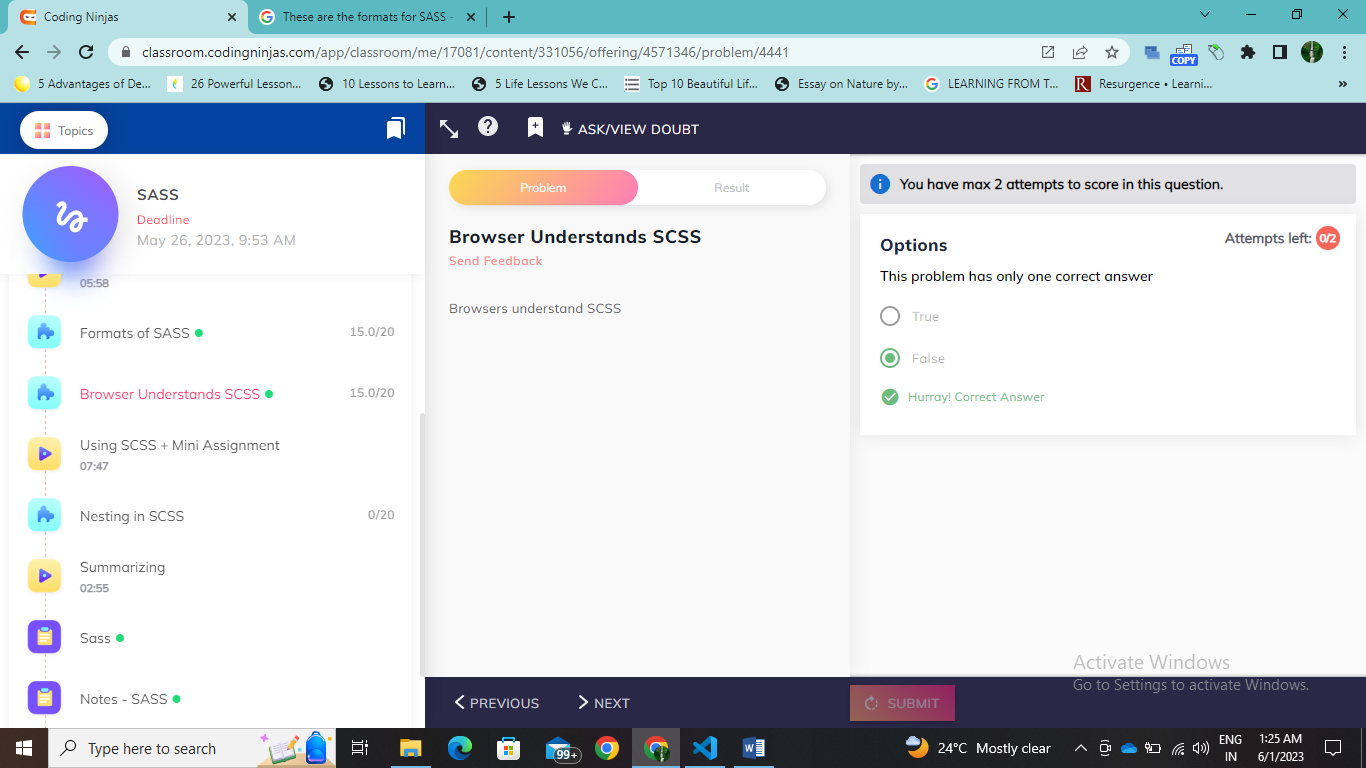 Coding Ninjas
These are the formats for SASS -
classroom.codingninjas.com/app/classroom/me/17081/content/331056/offering/4571346/problem/4441
COPY
5 Advantages of De...
26 Powerful Lesson...
10 Lessons to Learn...
5 Life Lessons We C...
Top 10 Beautiful Lif...
Essay on Nature by...
LEARNING FROM T...
Resurgence • Learni...
»
Topics
ASK/VIEW DOUBT
SASS
Deadline
May 26, 2023, 9:53 AM
05:58
Formats of SASS
15.0/20
Browser Understands SCSS
15.0/20
Using SCSS + Mini Assignment
07:47
Nesting in SCSS
0/20
Summarizing
02:55
Sass
Notes - SASS
Problem
Result
Browser Understands SCSS
Send Feedback
Browsers understand SCSS
You have max 2 attempts to score in this question.
Options
Attempts left: 0/2
This problem has only one correct answer
True
False
Hurray! Correct Answer
Activate Windows
Go to Settings to activate Windows.
PREVIOUS
NEXT
SUBMIT
Type here to search
99+
24°C Mostly clear
ENG
IN
1:25 AM
6/1/2023